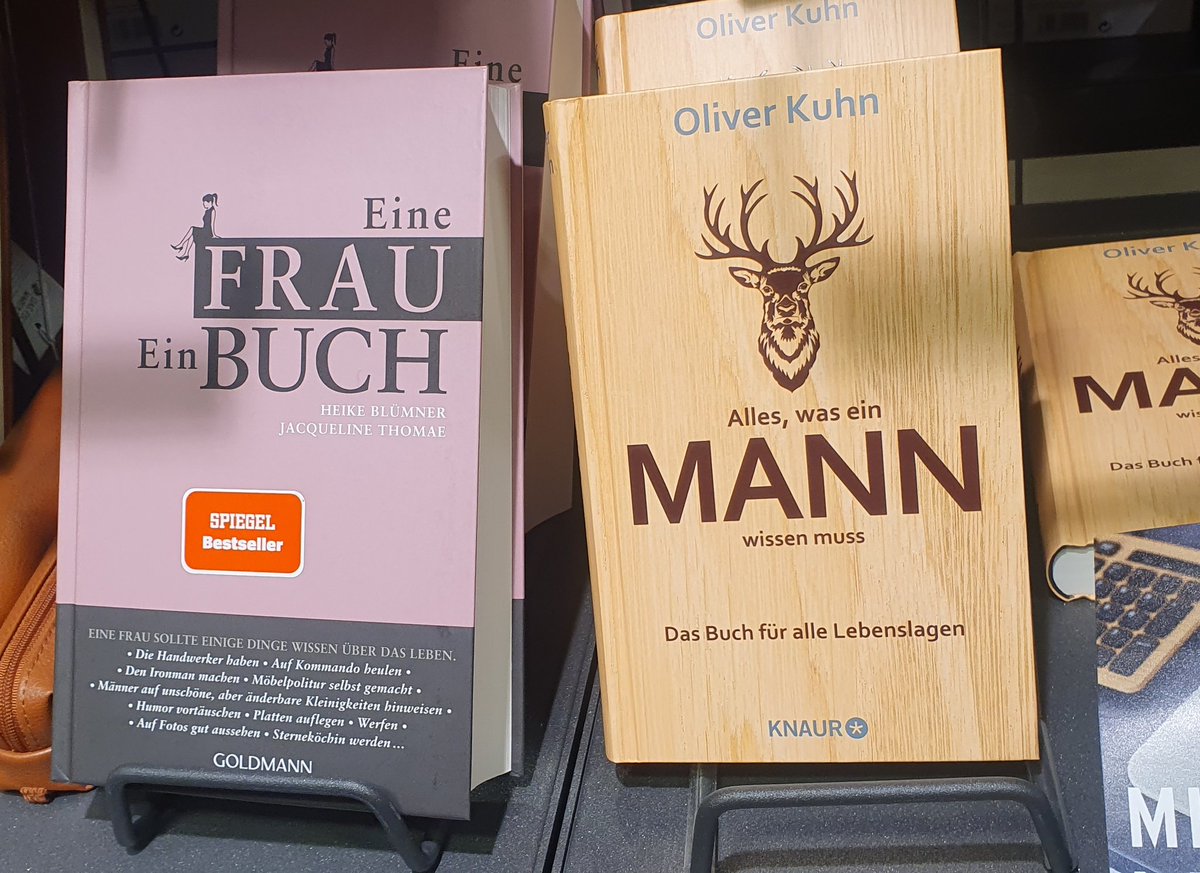 Eine
Eine
FRAU
Ein BUCH
HEIKE BLÜMNER
JACQUELINE THOMAE
SPIEGEL
Bestseller
EINE FRAU SOLLTE EINIGE DINGE WISSEN ÜBER DAS LEBEN.
• Die Handwerker haben • Auf Kommando heulen •
• Den Ironman machen • Möbelpolitur selbst gemacht •
• Männer auf unschöne, aber änderbare Kleinigkeiten hinweisen •
• Humor vortäuschen • Platten auflegen • Werfen •
• Auf Fotos gut aussehen • Sterneköchin werden ...
GOLDMANN
Oliver Kuhn
Oliver Kuhn
Alles, was ein
MANN
wissen muss
Das Buch für alle Lebenslagen
KNAUR
Oliver K
Alles
MA
wis
Das Buch f
MI